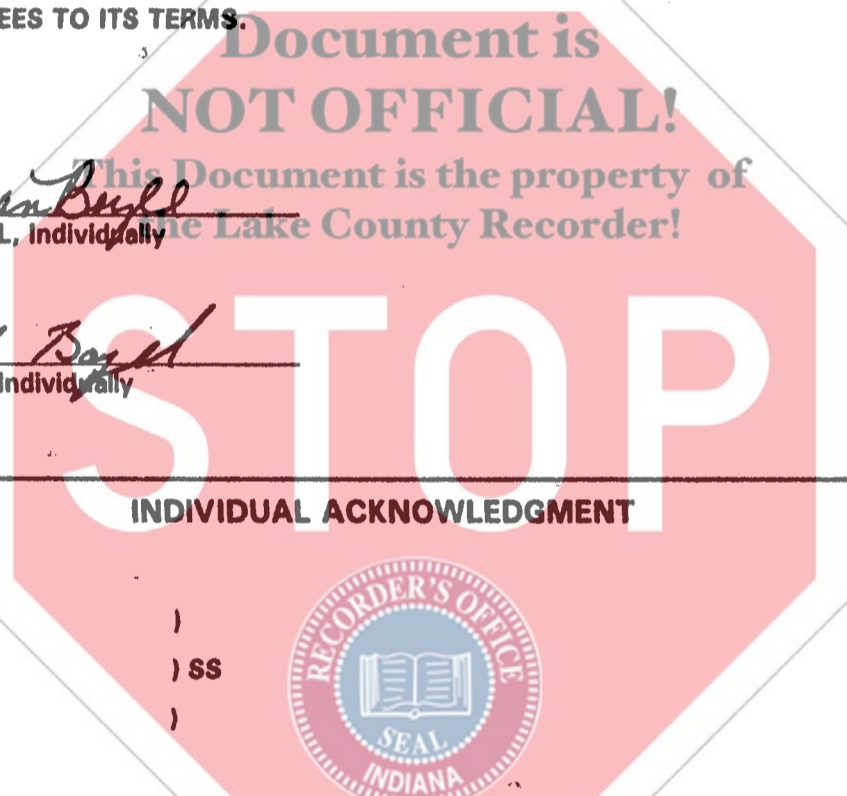 EES TO ITS TERMS.
Document is
NOT OFFICIAL!
This Document is the property of
the Lake County Recorder!
L, Individually
Individually
STOP
INDIVIDUAL ACKNOWLEDGMENT
)
) SS
)
RECORDER'S OFFICE
SEAL
INDIANA